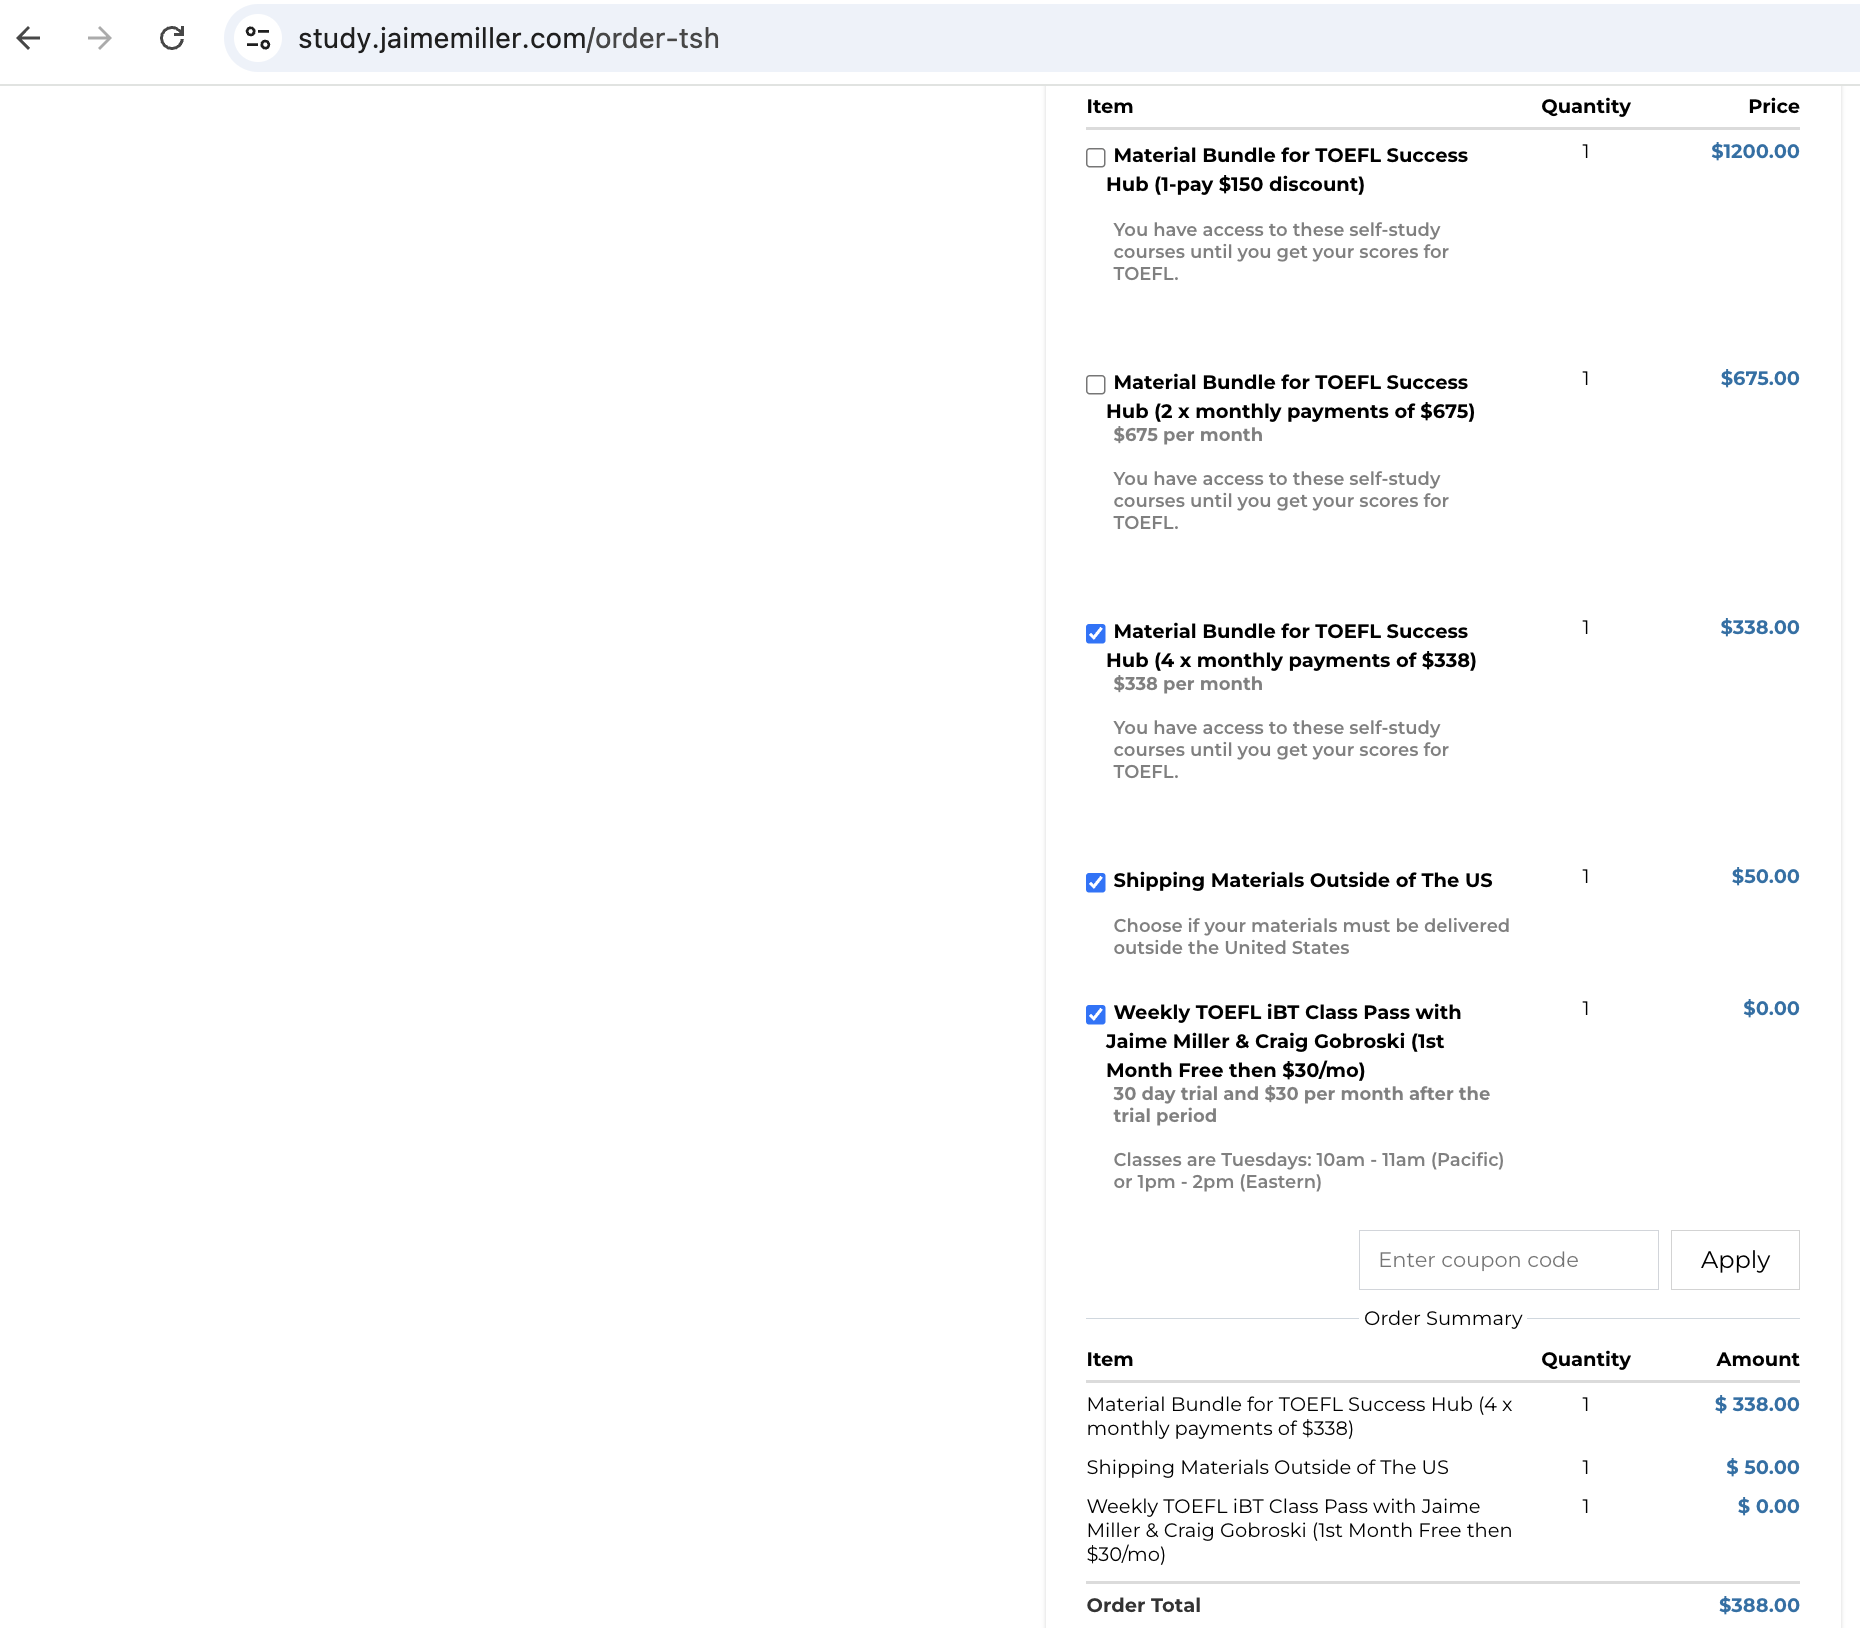 study.jaimemiller.com/order-tsh
Item Quantity Price
Material Bundle for TOEFL Success 1 $1200.00
Hub (1-pay $150 discount)
You have access to these self-study
courses until you get your scores for
TOEFL.
Material Bundle for TOEFL Success 1 $675.00
Hub (2 x monthly payments of $675)
$675 per month
You have access to these self-study
courses until you get your scores for
TOEFL.
Material Bundle for TOEFL Success 1 $338.00
Hub (4 x monthly payments of $338)
$338 per month
You have access to these self-study
courses until you get your scores for
TOEFL.
Shipping Materials Outside of The US 1 $50.00
Choose if your materials must be delivered
outside the United States
Weekly TOEFL iBT Class Pass with 1 $0.00
Jaime Miller & Craig Gobroski (1st
Month Free then $30/mo)
30 day trial and $30 per month after the
trial period
Classes are Tuesdays: 10am - 11am (Pacific)
or 1pm - 2pm (Eastern)
Enter coupon code Apply
Order Summary
Item Quantity Amount
Material Bundle for TOEFL Success Hub (4 x 1 $ 338.00
monthly payments of $338)
Shipping Materials Outside of The US 1 $ 50.00
Weekly TOEFL iBT Class Pass with Jaime 1 $ 0.00
Miller & Craig Gobroski (1st Month Free then
$30/mo)
Order Total $388.00